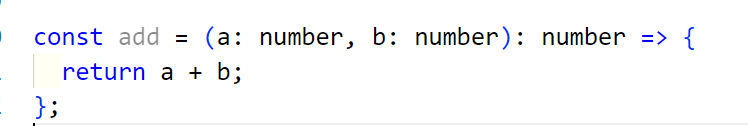 const add = (a: number, b: number): number => {
  return a + b;
};